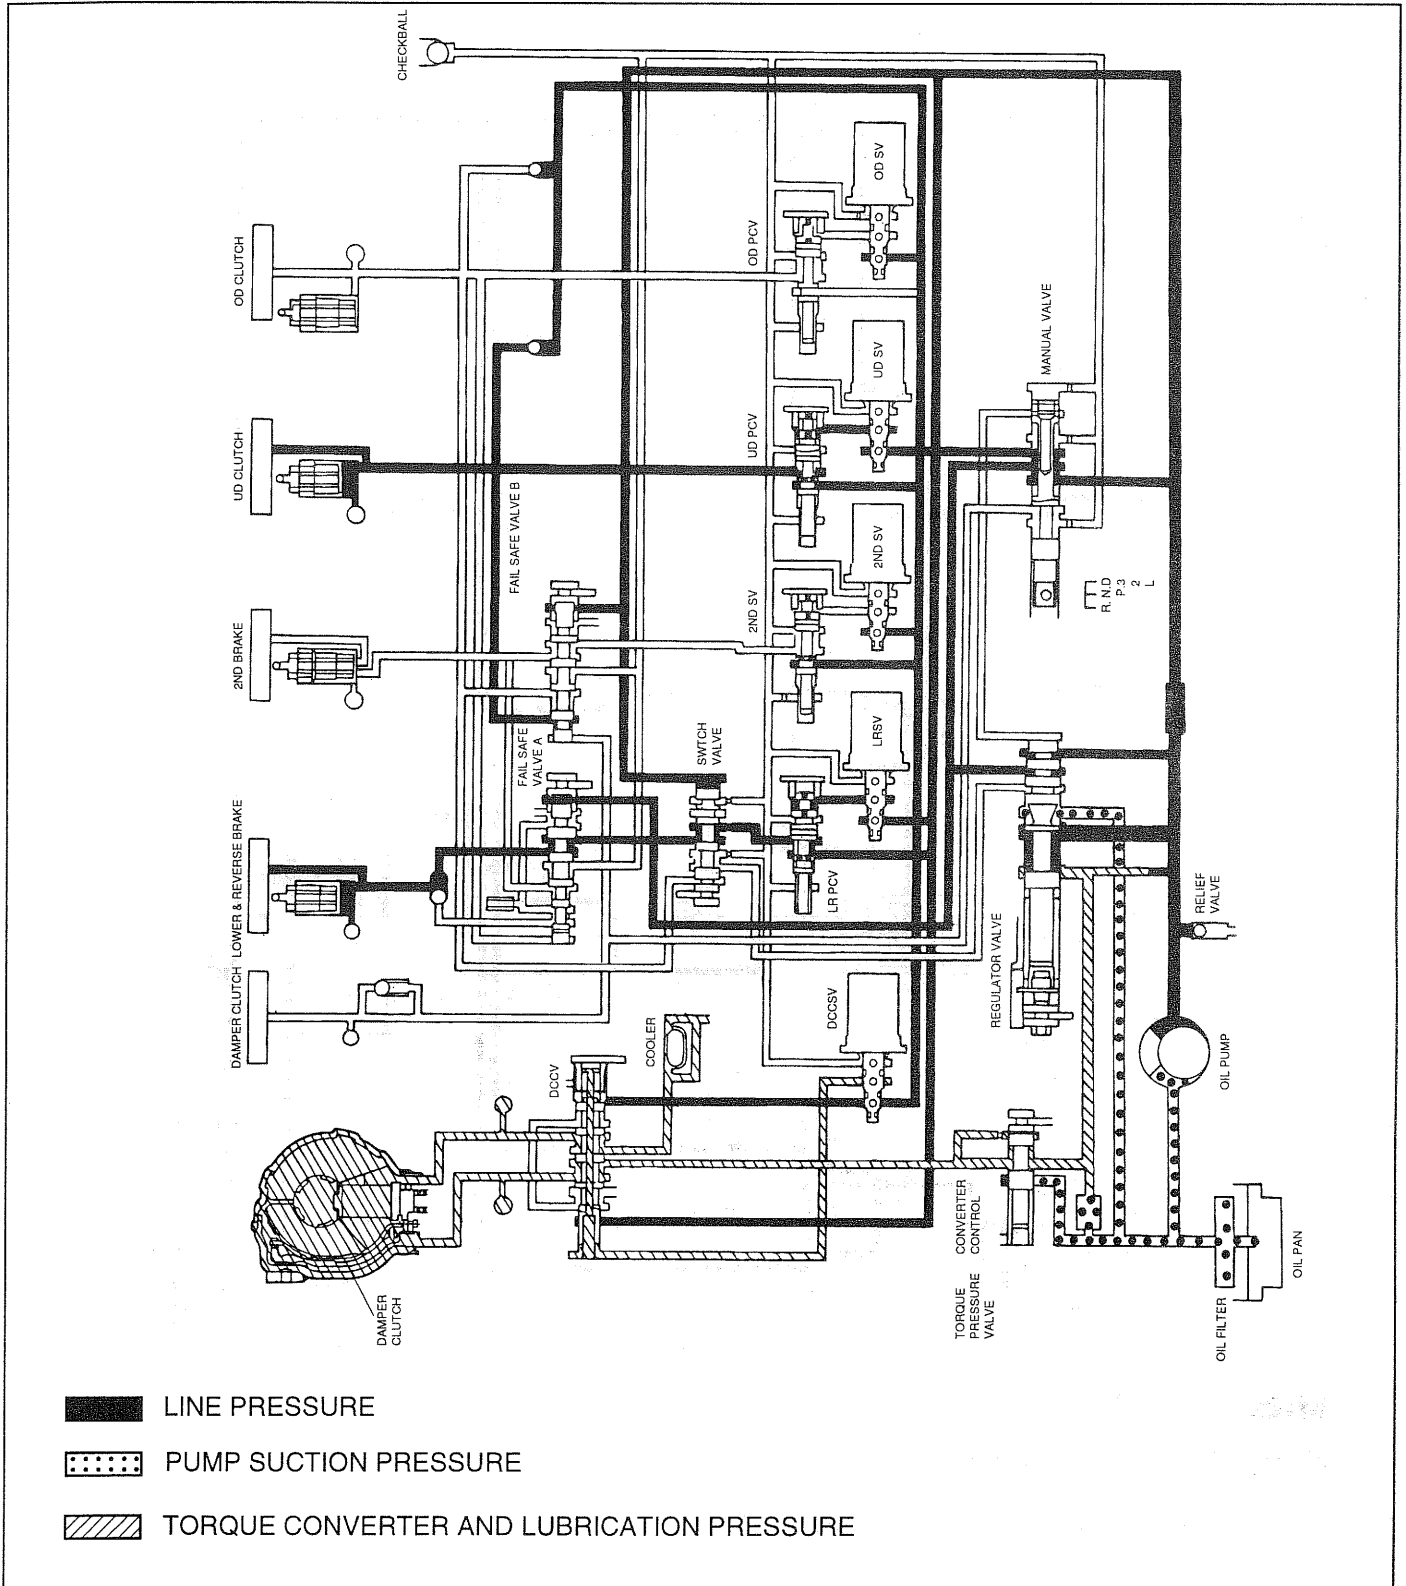 CHECKBALL
OD CLUTCH
UD CLUTCH
2ND BRAKE
DAMPER CLUTCH LOWER & REVERSE BRAKE
OD SV
OD PCV
UD SV
UD PCV
2ND SV
2ND SV
LRSV
LR PCV
DCCSV
FAIL SAFE VALVE B
FAIL SAFE
VALVE A
SWTCH
VALVE
MANUAL VALVE
R. N.D
P.3
2
L
REGULATOR VALVE
RELIEF
VALVE
OIL PUMP
COOLER
DCCV
DAMPER
CLUTCH
TORQUE CONVERTER
PRESSURE CONTROL
VALVE
OIL FILTER
OIL PAN
LINE PRESSURE
PUMP SUCTION PRESSURE
TORQUE CONVERTER AND LUBRICATION PRESSURE